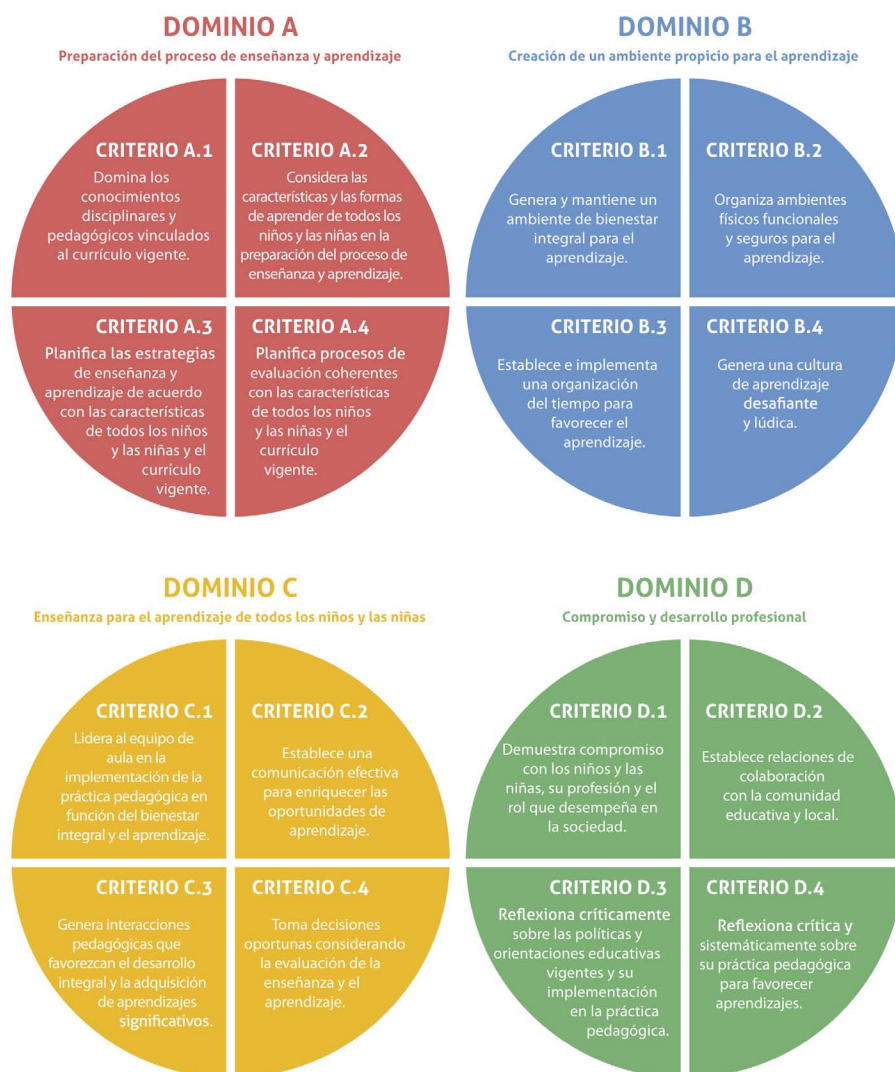 DOMINIO A
Preparación del proceso de enseñanza y aprendizaje
CRITERIO A.1
Domina los
conocimientos
disciplinares y
pedagógicos vinculados
al currículo vigente.
CRITERIO A.2
Considera las
características y las formas
de aprender de todos los
niños y las niñas en la
preparación del proceso de
enseñanza y aprendizaje.
CRITERIO A.3
Planifica las estrategias
de enseñanza y
aprendizaje de acuerdo
con las características
de todos los niños
y las niñas y el
currículo
vigente.
CRITERIO A.4
Planifica procesos de
evaluación coherentes
con las características
de todos los niños
y las niñas y el
currículo
vigente.
DOMINIO B
Creación de un ambiente propicio para el aprendizaje
CRITERIO B.1
Genera y mantiene un
ambiente de bienestar
integral para el
aprendizaje.
CRITERIO B.2
Organiza ambientes
físicos funcionales
y seguros para el
aprendizaje.
CRITERIO B.3
Establece e implementa
una organización
del tiempo para
favorecer el
aprendizaje.
CRITERIO B.4
Genera una cultura
de aprendizaje
desafiante
y lúdica.
DOMINIO C
Enseñanza para el aprendizaje de todos los niños y las niñas
CRITERIO C.1
Lidera al equipo de
aula en la
implementación de la
práctica pedagógica en
función del bienestar
integral y el aprendizaje.
CRITERIO C.2
Establece una
comunicación efectiva
para enriquecer las
oportunidades de
aprendizaje.
CRITERIO C.3
Genera interacciones
pedagógicas que
favorezcan el desarrollo
integral y la adquisición
de aprendizajes
significativos.
CRITERIO C.4
Toma decisiones
oportunas considerando
la evaluación de la
enseñanza y el
aprendizaje.
DOMINIO D
Compromiso y desarrollo profesional
CRITERIO D.1
Demuestra compromiso
con los niños y las
niñas, su profesión y el
rol que desempeña en
la sociedad.
CRITERIO D.2
Establece relaciones de
colaboración
con la comunidad
educativa y local.
CRITERIO D.3
Reflexiona críticamente
sobre las políticas y
orientaciones educativas
vigentes y su
implementación
en la práctica
pedagógica.
CRITERIO D.4
Reflexiona crítica y
sistemáticamente sobre
su práctica pedagógica
para favorecer
aprendizajes.